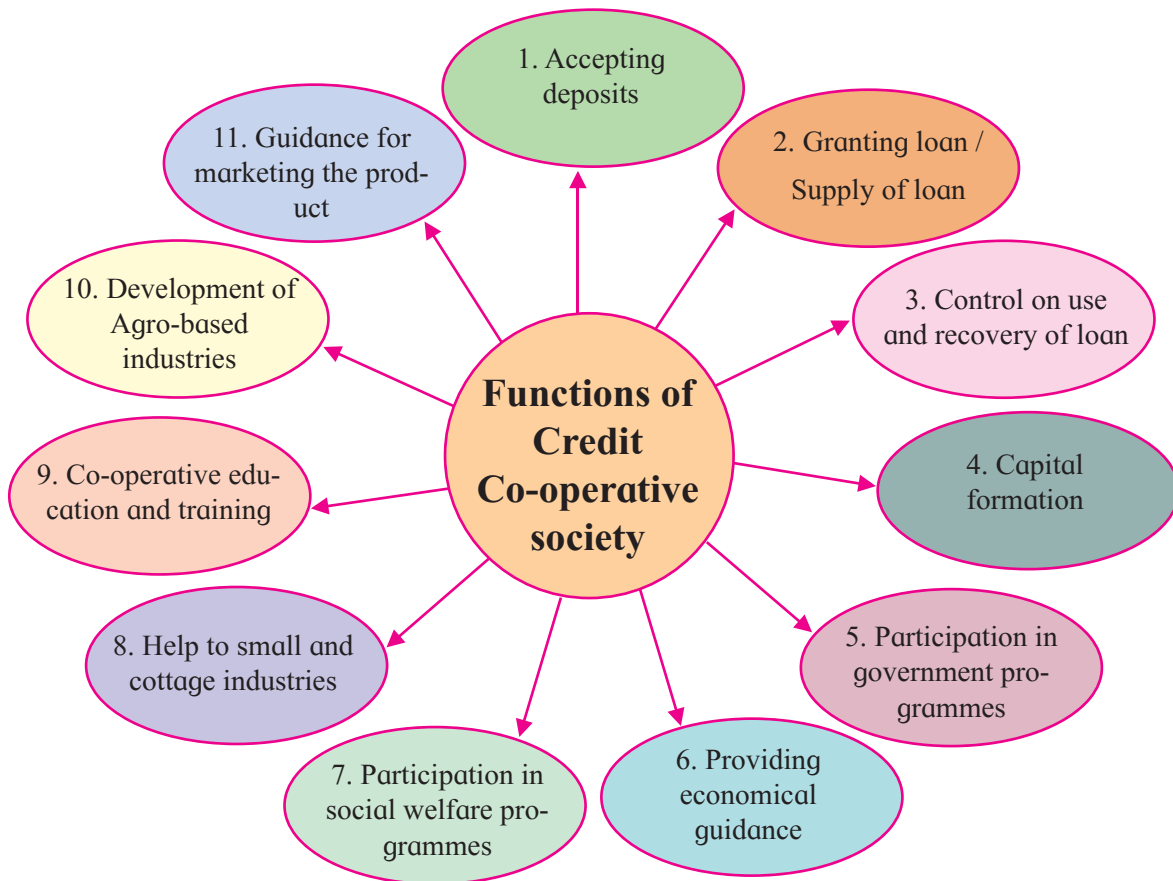 1. Accepting
deposits
2. Granting loan /
Supply of loan
3. Control on use
and recovery of loan
4. Capital
formation
5. Participation in
government pro-
grammes
6. Providing
economical
guidance
7. Participation in
social welfare pro-
grammes
8. Help to small and
cottage industries
9. Co-operative edu-
cation and training
10. Development of
Agro-based
industries
11. Guidance for
marketing the prod-
uct
Functions of
Credit
Co-operative
society